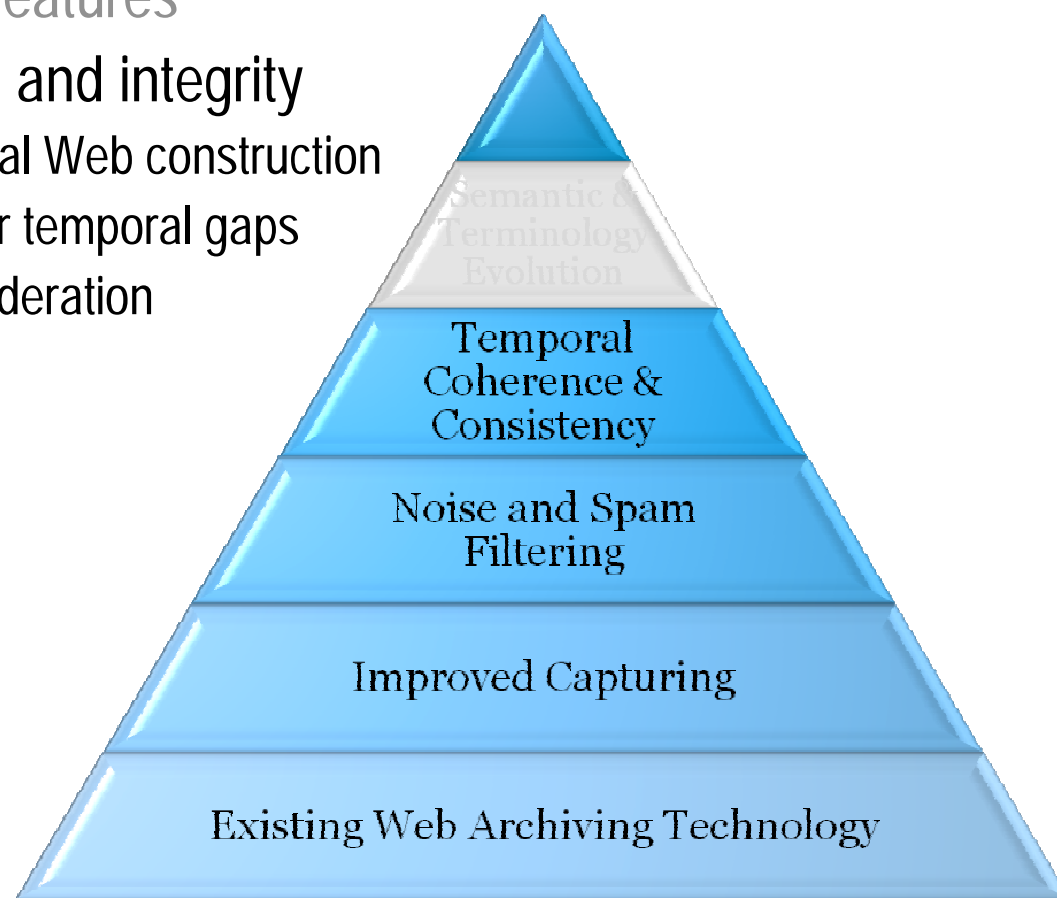 eatures
and integrity
al Web construction
r temporal gaps
deration
Semantic &
Terminology
Evolution
Temporal
Coherence &
Consistency
Noise and Spam
Filtering
Improved Capturing
Existing Web Archiving Technology